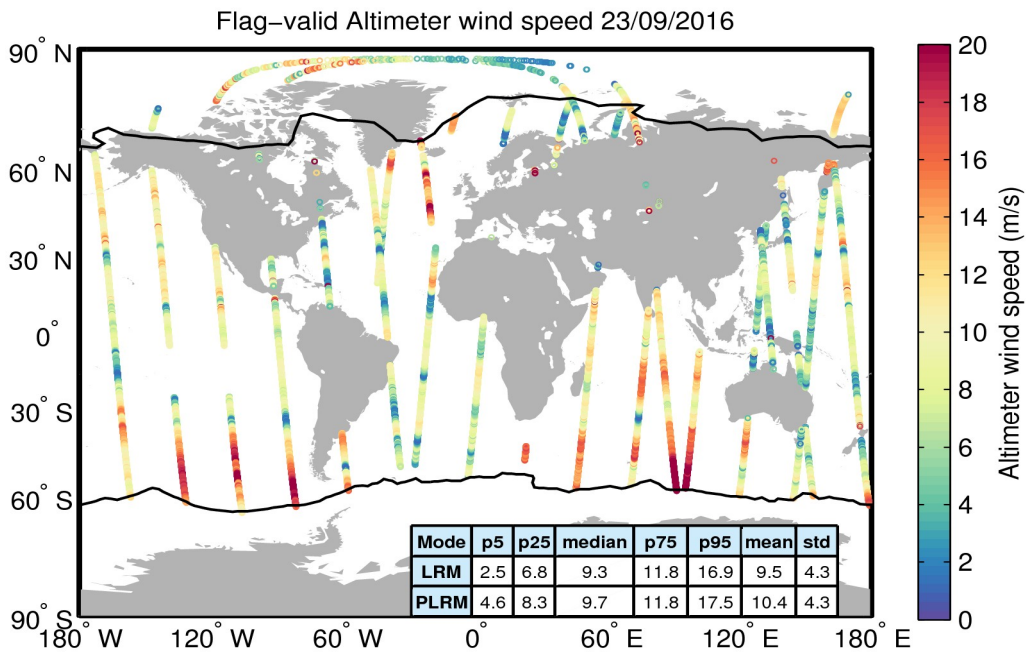 Flag−valid Altimeter wind speed 23/09/2016
90° N
60° N
30° N
0°
30° S
60° S
90° S
180° W
120° W
60° W
0°
60° E
120° E
180° E
Mode p5 p25 median p75 p95 mean std
LRM 2.5 6.8 9.3 11.8 16.9 9.5 4.3
PLRM 4.6 8.3 9.7 11.8 17.5 10.4 4.3
20
18
16
14
12
10
8
6
4
2
0
Altimeter wind speed (m/s)